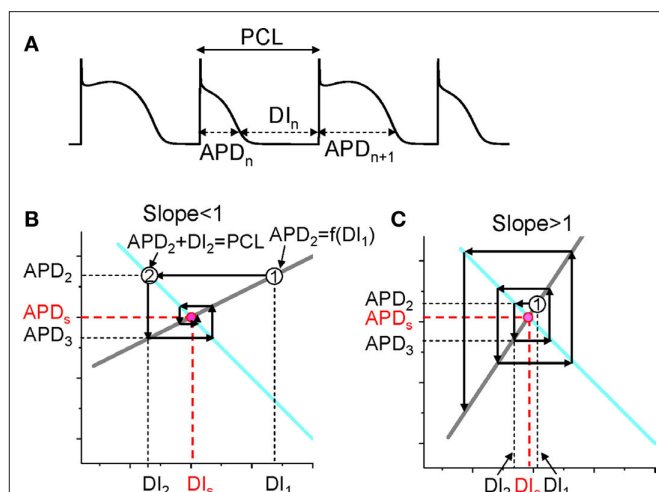 A
PCL
DIn
APDn
APDn+1
B
Slope<1
APD2+DI2=PCL
APD2=f(DI1)
2
1
APD2
APDs
APD3
DI2
DIs
DI1
C
Slope>1
1
APD2
APDs
APD3
DI2 DIs DI1